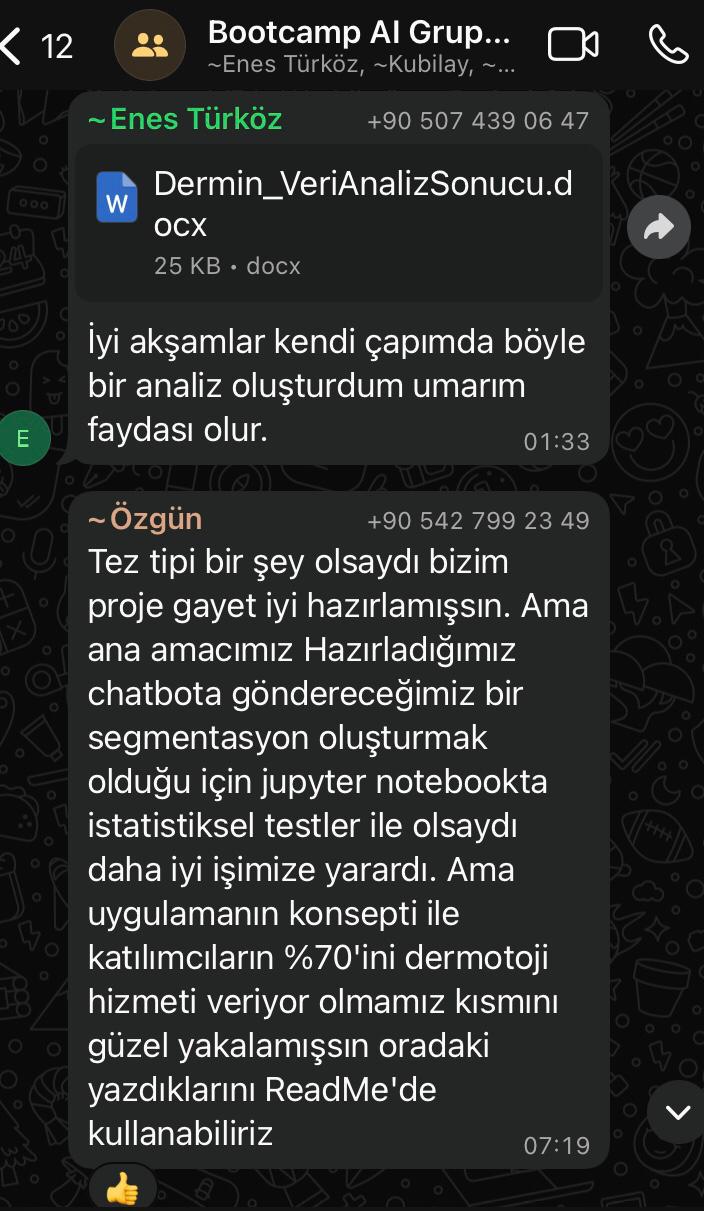 12
Bootcamp AI Grup...
~Enes Türköz, ~Kubilay, ~...
~Enes Türköz +90 507 439 06 47
W
Dermin_VeriAnalizSonucu.d
ocx
25 KB • docx
İyi akşamlar kendi çapımda böyle
bir analiz oluşturdum umarım
faydası olur.
01:33
E
~Özgün +90 542 799 23 49
Tez tipi bir şey olsaydı bizim
proje gayet iyi hazırlamışsın. Ama
ana amacımız Hazırladığımız
chatbota göndereceğimiz bir
segmentasyon oluşturmak
olduğu için jupyter notebookta
istatistiksel testler ile olsaydı
daha iyi işimize yarardı. Ama
uygulamanın konsepti ile
katılımcıların %70'ini dermotoji
hizmeti veriyor olmamız kısmını
güzel yakalamışsın oradaki
yazdıklarını ReadMe'de
kullanabiliriz
07:19